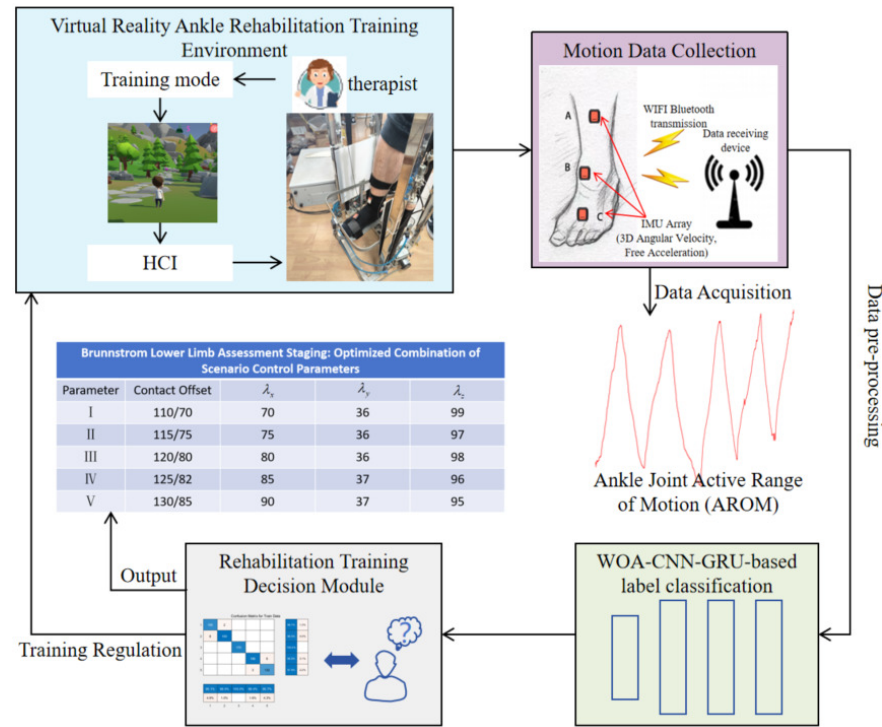 Virtual Reality Ankle Rehabilitation Training
Environment
Training mode
therapist
HCI
Motion Data Collection
A
B
C
WIFI Bluetooth
transmission
Data receiving
device
IMU Array
(3D Angular Velocity,
Free Acceleration)
Data Acquisition
Data pre-processing
Ankle Joint Active Range
of Motion (AROM)
Brunnstrom Lower Limb Assessment Staging: Optimized Combination of
Scenario Control Parameters
Parameter Contact Offset λx λy λz
Ⅰ 110/70 70 36 99
Ⅱ 115/75 75 36 97
Ⅲ 120/80 80 36 98
Ⅳ 125/82 85 37 96
Ⅴ 130/85 90 37 95
Output
Training Regulation
Rehabilitation Training
Decision Module
Confusion Matrix for Train Data
WOA-CNN-GRU-based
label classification